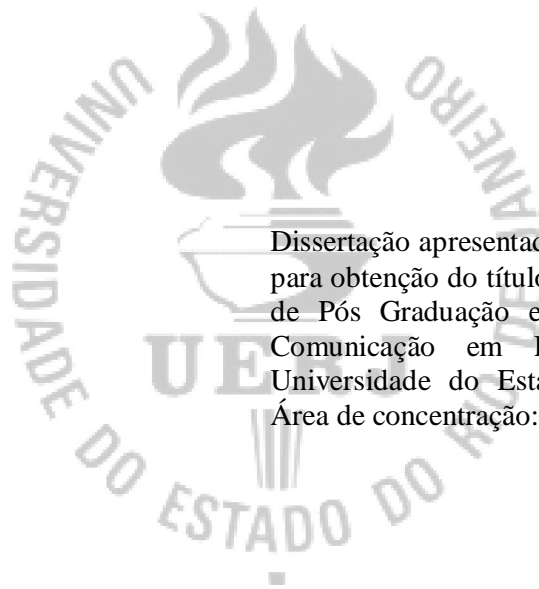 UNIVERSIDADE DO ESTADO DO RIO DE JANEIRO
UERJ
Dissertação apresentad
para obtenção do título
de Pós Graduação e
Comunicação em
Universidade do Esta
Área de concentração: